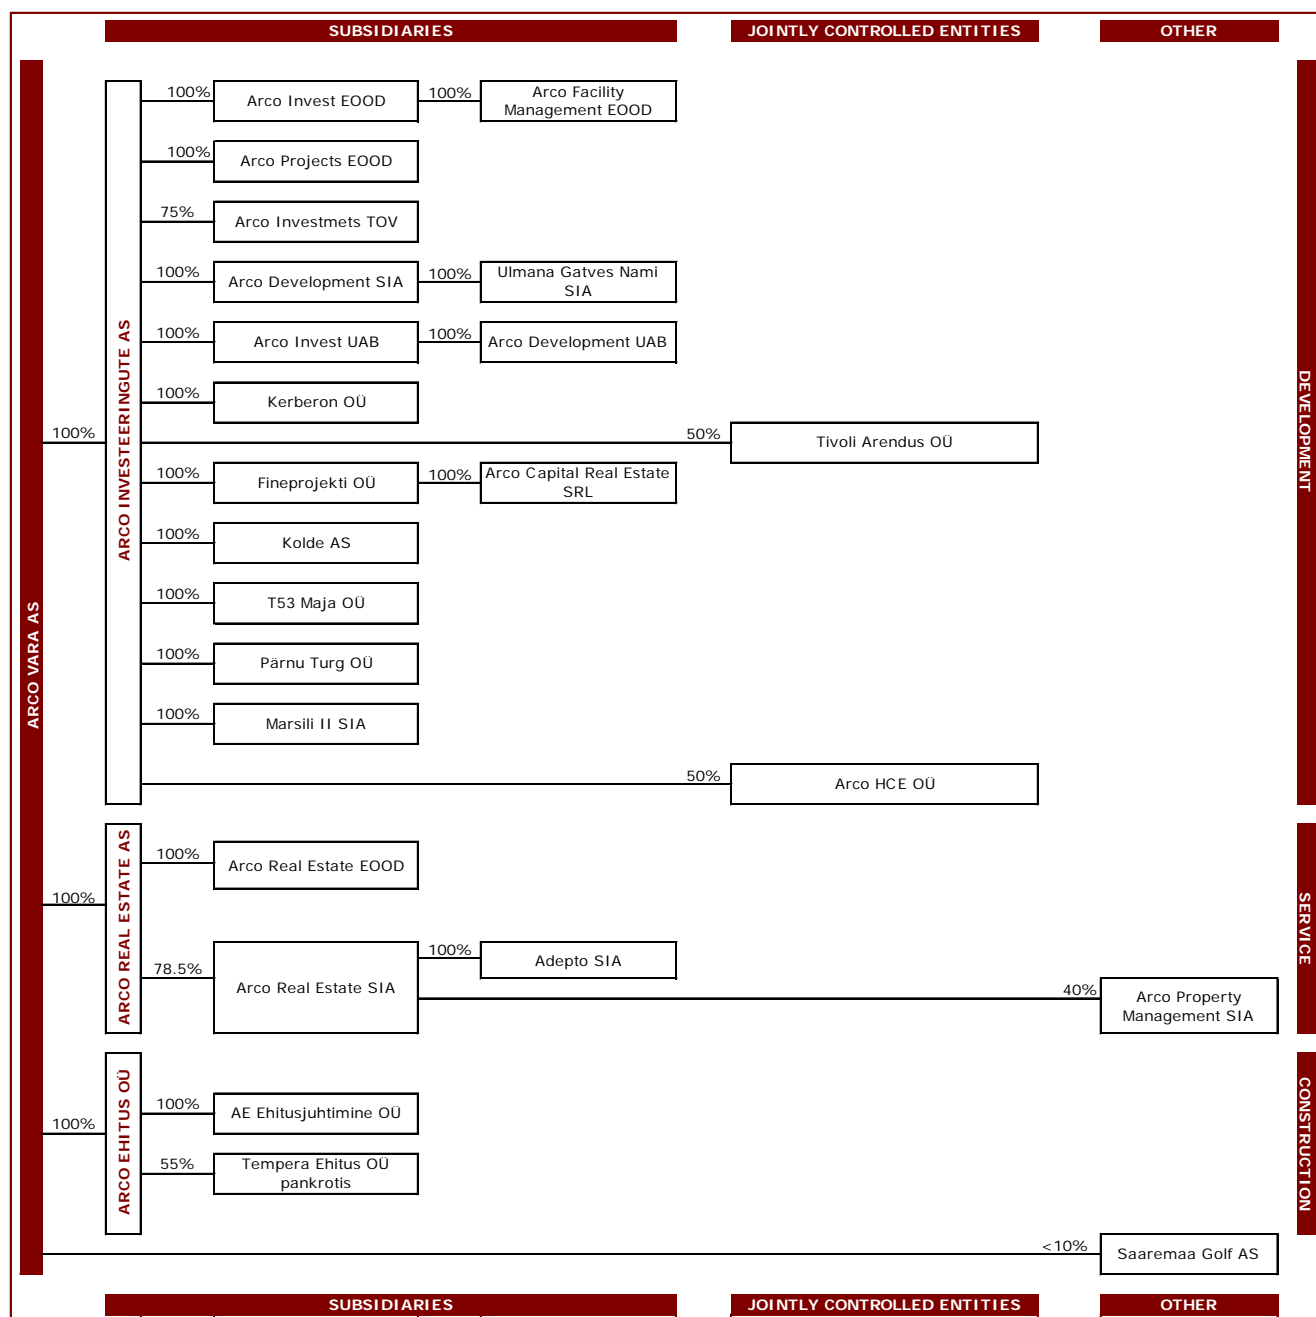 SUBSIDIARIES
JOINTLY CONTROLLED ENTITIES
OTHER
ARCO VARA AS
100%
ARCO INVESTEERINGUTE AS
100%
Arco Invest EOOD
100%
Arco Facility
Management EOOD
100%
Arco Projects EOOD
75%
Arco Investmets TOV
100%
Arco Development SIA
100%
Ulmana Gatves Nami
SIA
100%
Arco Invest UAB
100%
Arco Development UAB
100%
Kerberon OÜ
50%
Tivoli Arendus OÜ
100%
Fineprojekti OÜ
100%
Arco Capital Real Estate
SRL
100%
Kolde AS
100%
T53 Maja OÜ
100%
Pärnu Turg OÜ
100%
Marsili II SIA
50%
Arco HCE OÜ
DEVELOPMENT
100%
ARCO REAL ESTATE AS
100%
Arco Real Estate EOOD
78.5%
Arco Real Estate SIA
100%
Adepto SIA
40%
Arco Property
Management SIA
SERVICE
100%
ARCO EHITUS OÜ
100%
AE Ehitusjuhtimine OÜ
55%
Tempera Ehitus OÜ
pankrotis
CONSTRUCTION
<10%
Saaremaa Golf AS
SUBSIDIARIES
JOINTLY CONTROLLED ENTITIES
OTHER